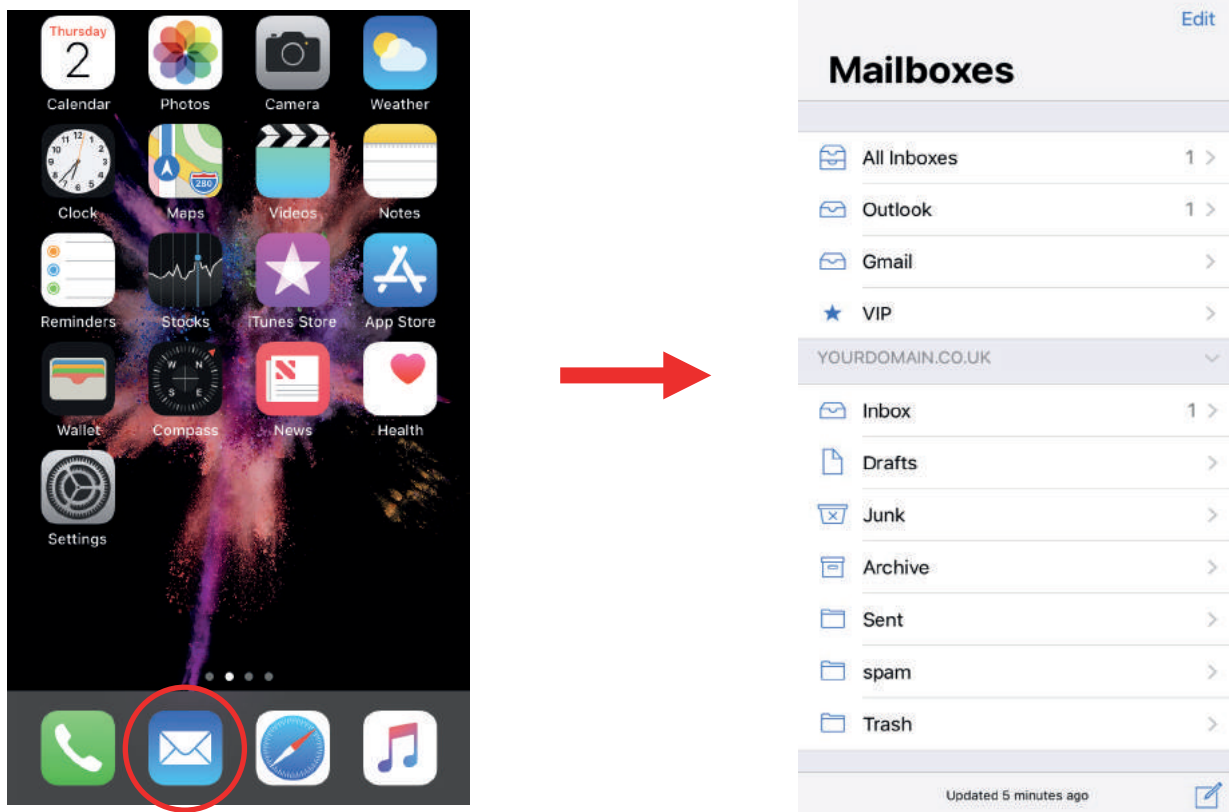 Thursday
2
Calendar
Photos
Camera
Weather
Clock
Maps
280
Videos
Notes
Reminders
Stocks
iTunes Store
App Store
Wallet
W N
S E
Compass
News
Health
Settings
Edit
Mailboxes
All Inboxes 1
Outlook 1
Gmail
VIP
YOURDOMAIN.CO.UK
Inbox 1
Drafts
Junk
Archive
Sent
spam
Trash
Updated 5 minutes ago